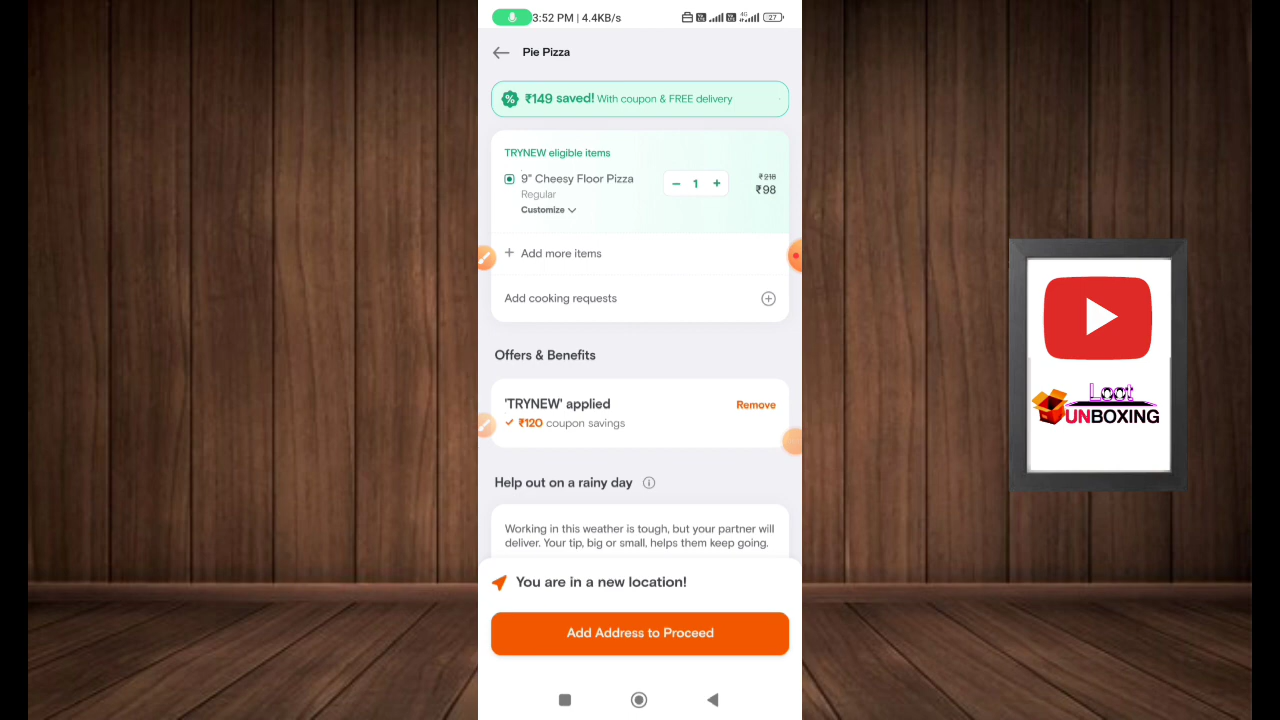 3:52 PM | 4.4KB/s
4G
27
Pie Pizza
₹149 saved! With coupon & FREE delivery
TRYNEW eligible items
9" Cheesy Floor Pizza
− 1 +
₹218
Regular
₹98
Customize
+ Add more items
Add cooking requests
Offers & Benefits
'TRYNEW' applied
Remove
₹120 coupon savings
Help out on a rainy day
Working in this weather is tough, but your partner will
deliver. Your tip, big or small, helps them keep going.
You are in a new location!
Add Address to Proceed
Loot
UNBOXING